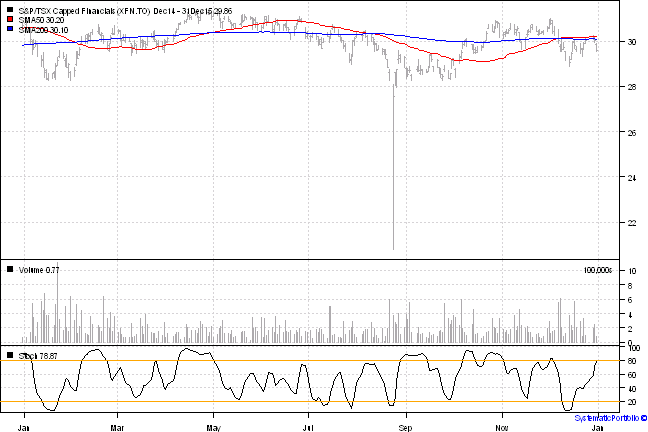 S&P/TSX Capped Financials (XFN.TO) Dec14 - 31Dec15 29.86
SMA50 30.20
SMA200 30.10
30
28
26
24
22
Volume 0.77
100,000s
10
8
6
4
2
0
Stoch 78.87
100
80
60
40
20
SystematicPortfolio ©
Jan Mar May Jul Sep Nov Jan